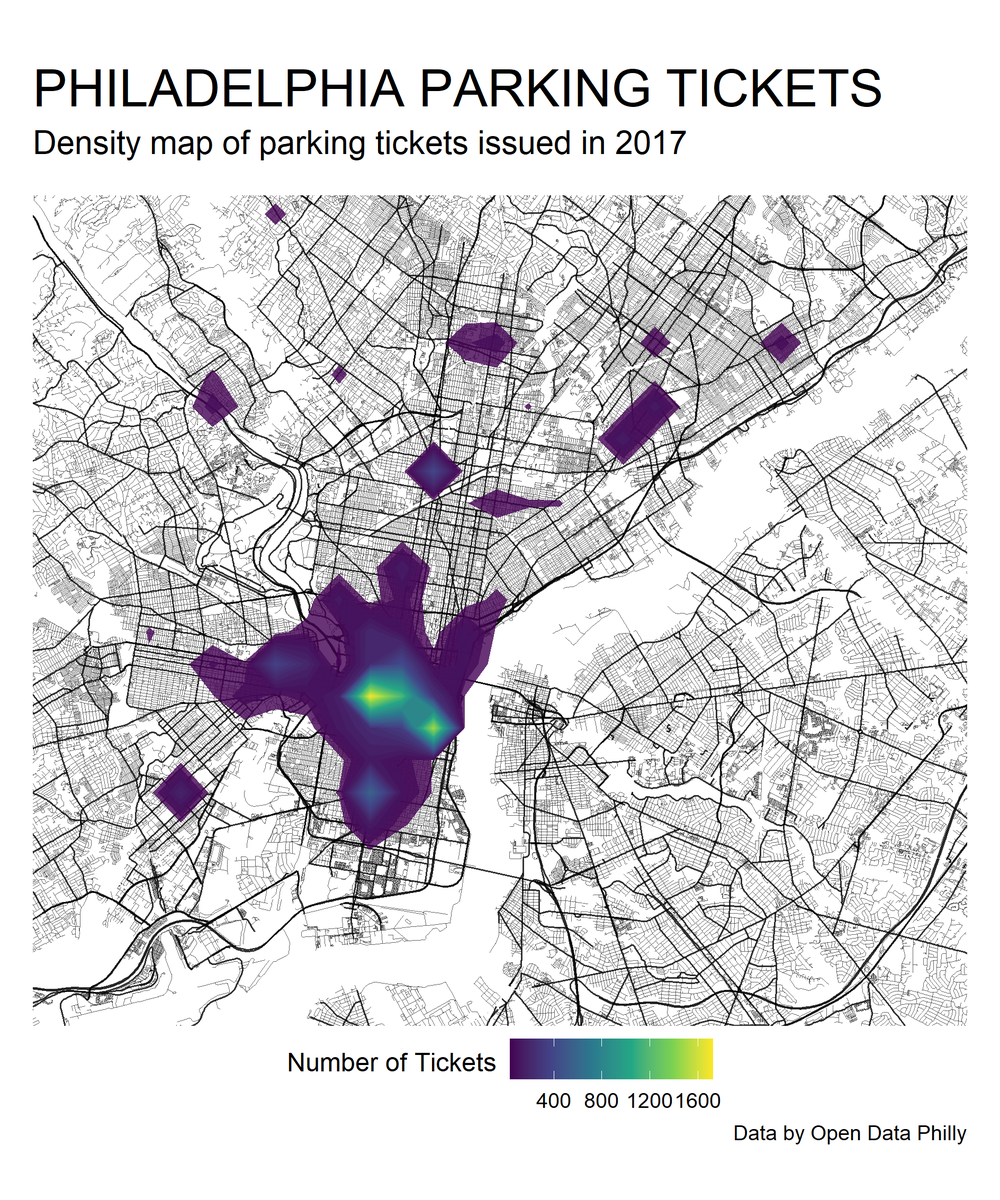 PHILADELPHIA PARKING TICKETS
Density map of parking tickets issued in 2017
Number of Tickets
400 800 1200 1600
Data by Open Data Philly